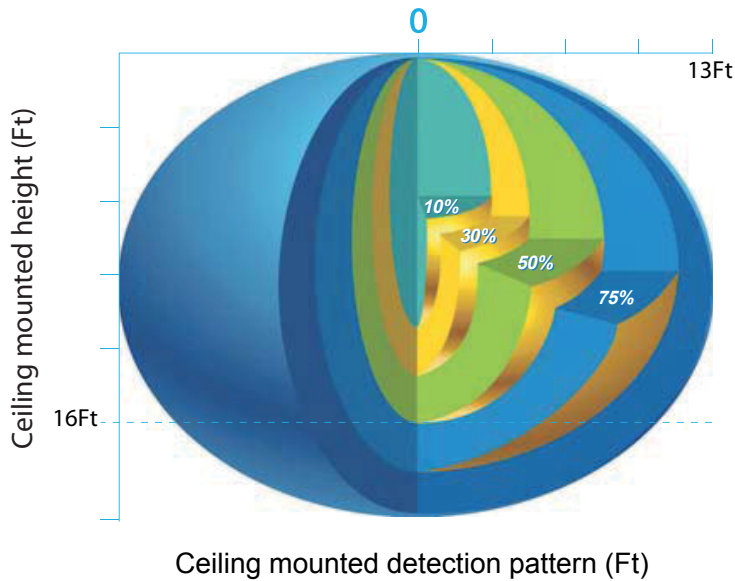 0
13Ft
Ceiling mounted height (Ft)
10%
30%
50%
75%
16Ft
Ceiling mounted detection pattern (Ft)